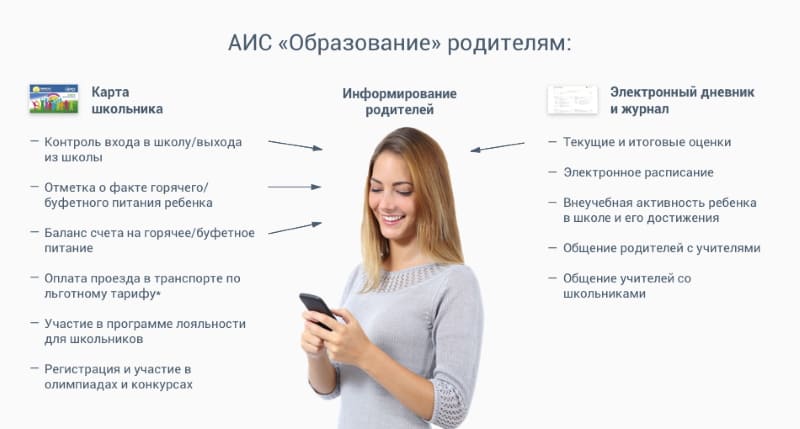 АИС «Образование» родителям:
Карта
школьника
— Контроль входа в школу/выхода
из школы
— Отметка о факте горячего/
буфетного питания ребенка
— Баланс счета на горячее/буфетное
питание
— Оплата проезда в транспорте по
льготному тарифу*
— Участие в программе лояльности
для школьников
— Регистрация и участие в
олимпиадах и конкурсах
Информирование
родителей
Электронный дневник
и журнал
— Текущие и итоговые оценки
— Электронное расписание
— Внеучебная активность ребенка
в школе и его достижения
— Общение родителей с учителями
— Общение учителей со
школьниками